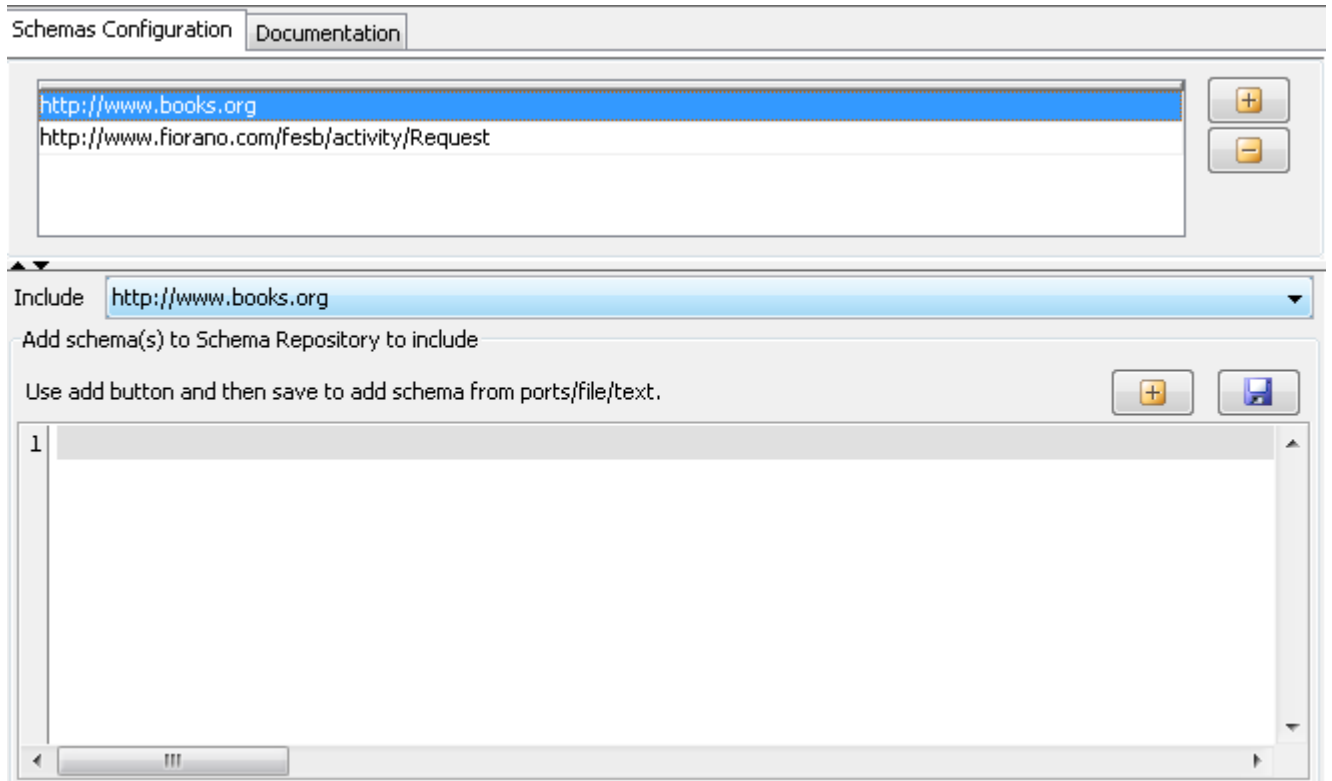 Schemas Configuration Documentation
http://www.books.org
http://www.fiorano.com/fesb/activity/Request
Include http://www.books.org
Add schema(s) to Schema Repository to include
Use add button and then save to add schema from ports/file/text.
1